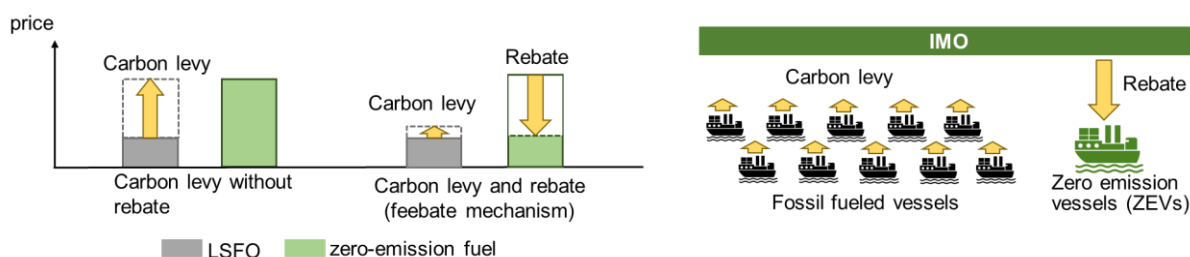 price
Carbon levy
Rebate
Carbon levy
Carbon levy without
rebate
Carbon levy and rebate
(feebate mechanism)
LSFO
zero-emission fuel
IMO
Carbon levy
Rebate
Fossil fueled vessels
Zero emission
vessels (ZEVs)